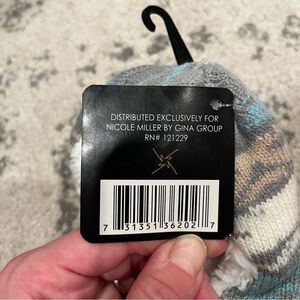 DISTRIBUTED EXCLUSIVELY FOR
NICOLE MILLER BY GINA GROUP
RN# 121229
7 31351 36202 7